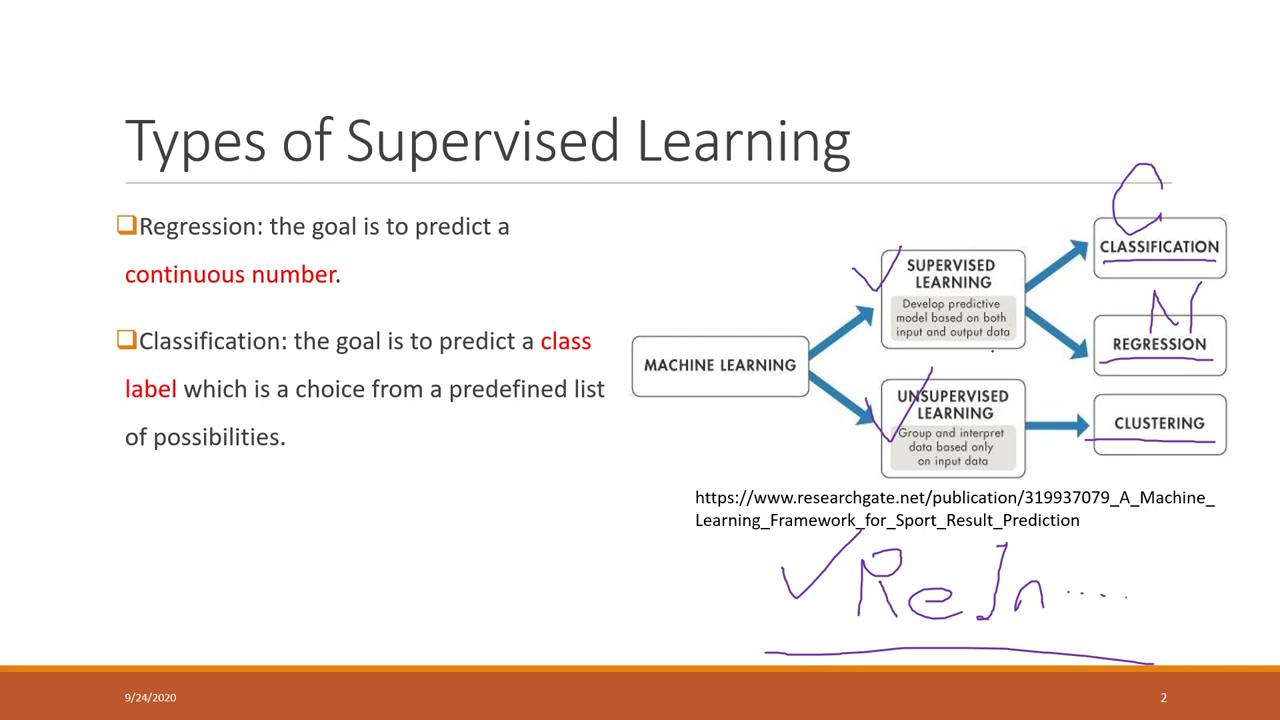 Types of Supervised Learning
Regression: the goal is to predict a
continuous number.
Classification: the goal is to predict a class
label which is a choice from a predefined list
of possibilities.
MACHINE LEARNING
SUPERVISED
LEARNING
Develop predictive
model based on both
input and output data
UNSUPERVISED
LEARNING
Group and interpret
data based only
on input data
C
CLASSIFICATION
N
REGRESSION
CLUSTERING
https://www.researchgate.net/publication/319937079_A_Machine_
Learning_Framework_for_Sport_Result_Prediction
ReIn....
9/24/2020
2